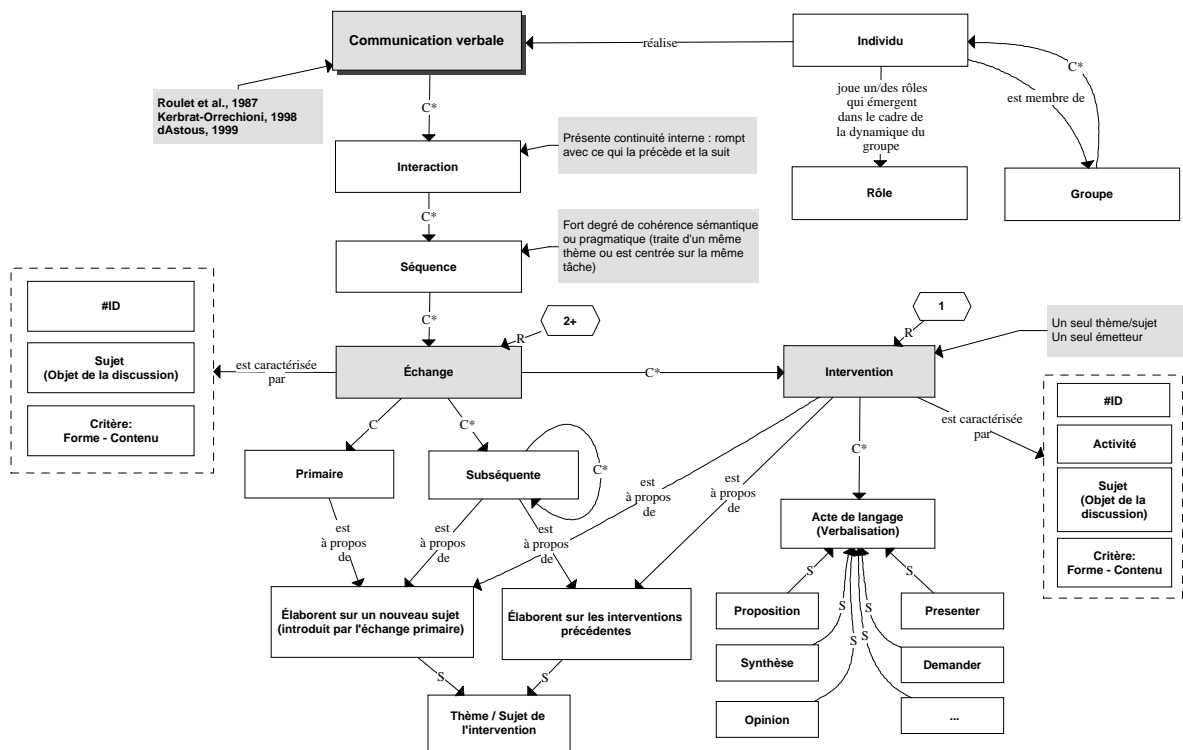 Communication verbale
réalise
Individu
C*
Roulet et al., 1987
Kerbrat-Orrechioni, 1998
dAstous, 1999
C*
joue un/des rôles
qui émergent
dans le cadre de
la dynamique du
groupe
est membre de
Présente continuité interne : rompt
avec ce qui la précède et la suit
Interaction
Rôle
Groupe
C*
Fort degré de cohérence sémantique
ou pragmatique (traite d'un même
thème ou est centrée sur la même
tâche)
Séquence
#ID
C*
2+
R
1
R
Un seul thème/sujet
Un seul émetteur
Sujet
(Objet de la discussion)
est caractérisée
par
Échange
C*
Intervention
#ID
Critère:
Forme - Contenu
C
C*
est caractérisée
par
Activité
C*
Primaire
Subséquente
C*
Sujet
(Objet de la discussion)
est
à propos
de
est
à propos
de
Acte de langage
(Verbalisation)
est
à propos
de
est
à propos
de
est
à propos
de
Critère:
Forme - Contenu
S
S
Élaborent sur un nouveau sujet
(introduit par l'échange primaire)
Élaborent sur les interventions
précédentes
Proposition
Presenter
S
S
S
S
Synthèse
Demander
S
S
Thème / Sujet de
l'intervention
Opinion
...